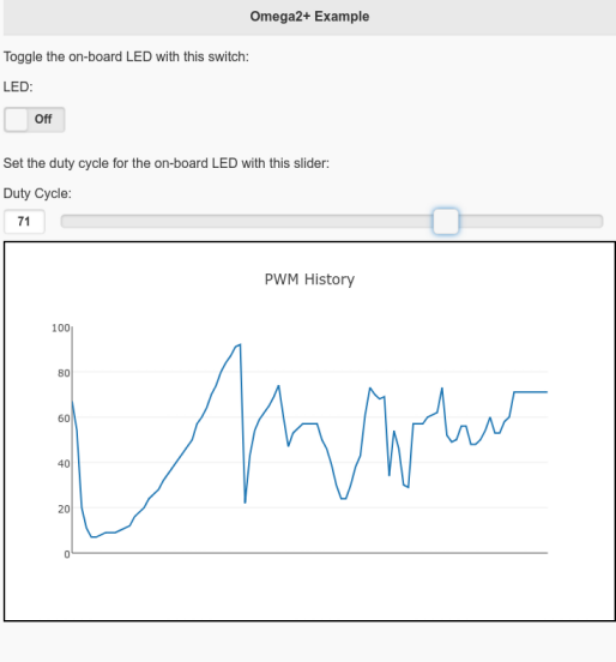 Omega2+ Example
Toggle the on-board LED with this switch:
LED:
Off
Set the duty cycle for the on-board LED with this slider:
Duty Cycle:
71
PWM History
100
80
60
40
20
0